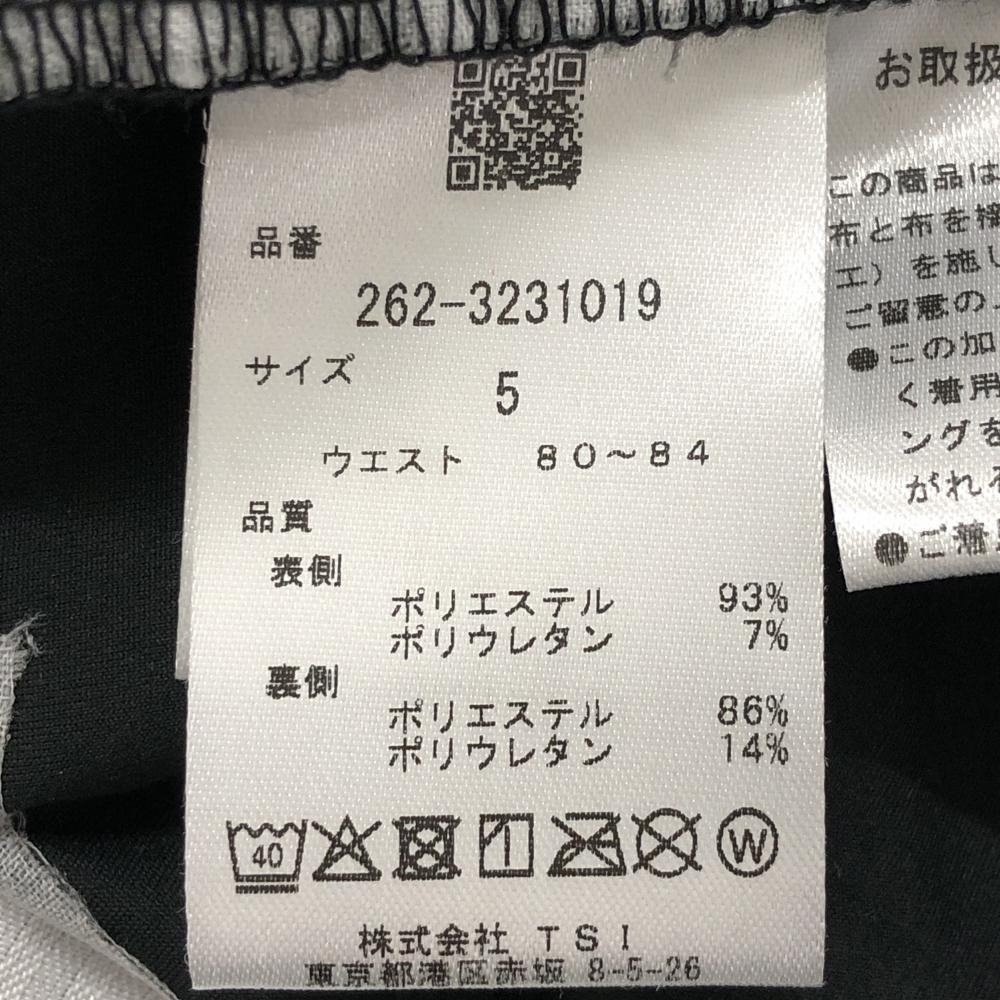 品番
262-3231019
サイズ
5
ウエスト 80～84
品質
表側
ポリエステル 93%
ポリウレタン 7%
裏側
ポリエステル 86%
ポリウレタン 14%
40
W
株式会社 TSI
東京都港区赤坂 8-5-26
お取扱
この商品は
布と布を接
エ）を施し
ご留意の
●この加
く着用
ングを
がれ
●ご着